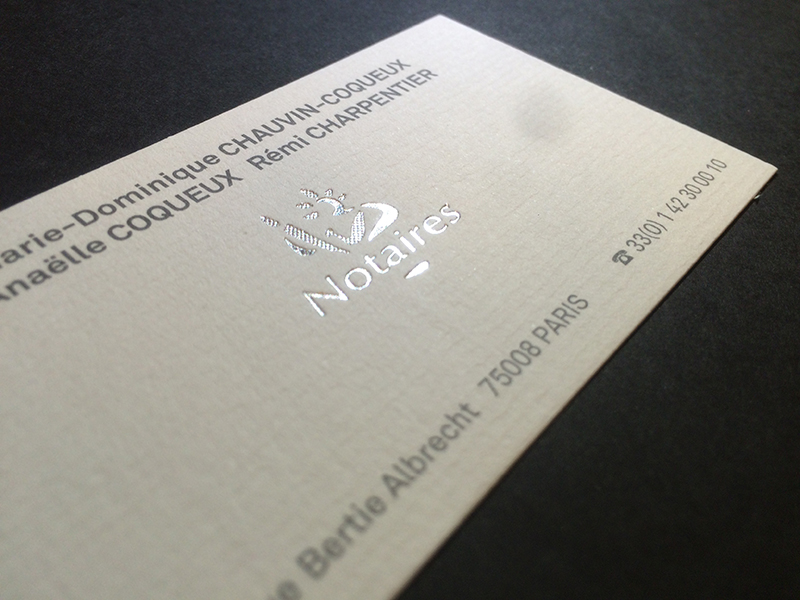 arie-Dominique CHAUVIN-COQUEUX
Anaëlle COQUEUX Rémi CHARPENTIER
Notaires
☎ 33(0) 1 42 30 00 10
e Bertie Albrecht 75008 PARIS